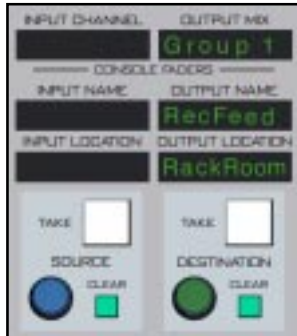 INPUT CHANNEL OUTPUT MIX
Group 1
CONSOLE FADERS
INPUT NAME OUTPUT NAME
RecFeed
INPUT LOCATION OUTPUT LOCATION
RackRoom
TAKE TAKE
SOURCE DESTINATION
CLEAR CLEAR